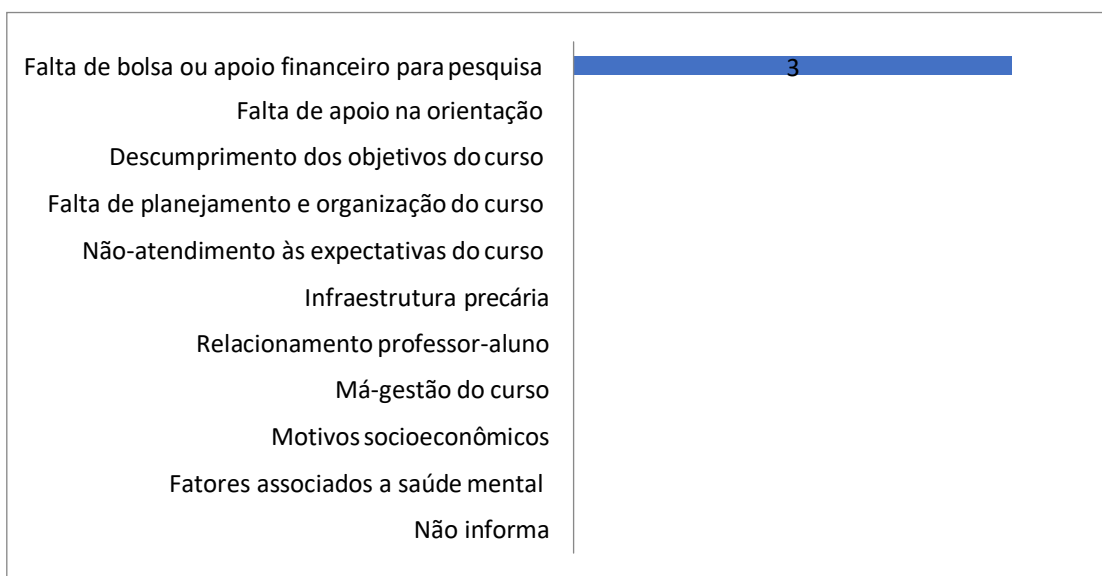 Falta de bolsa ou apoio financeiro para pesquisa
3
Falta de apoio na orientação
Descumprimento dos objetivos do curso
Falta de planejamento e organização do curso
Não-atendimento às expectativas do curso
Infraestrutura precária
Relacionamento professor-aluno
Má-gestão do curso
Motivos socioeconômicos
Fatores associados a saúde mental
Não informa